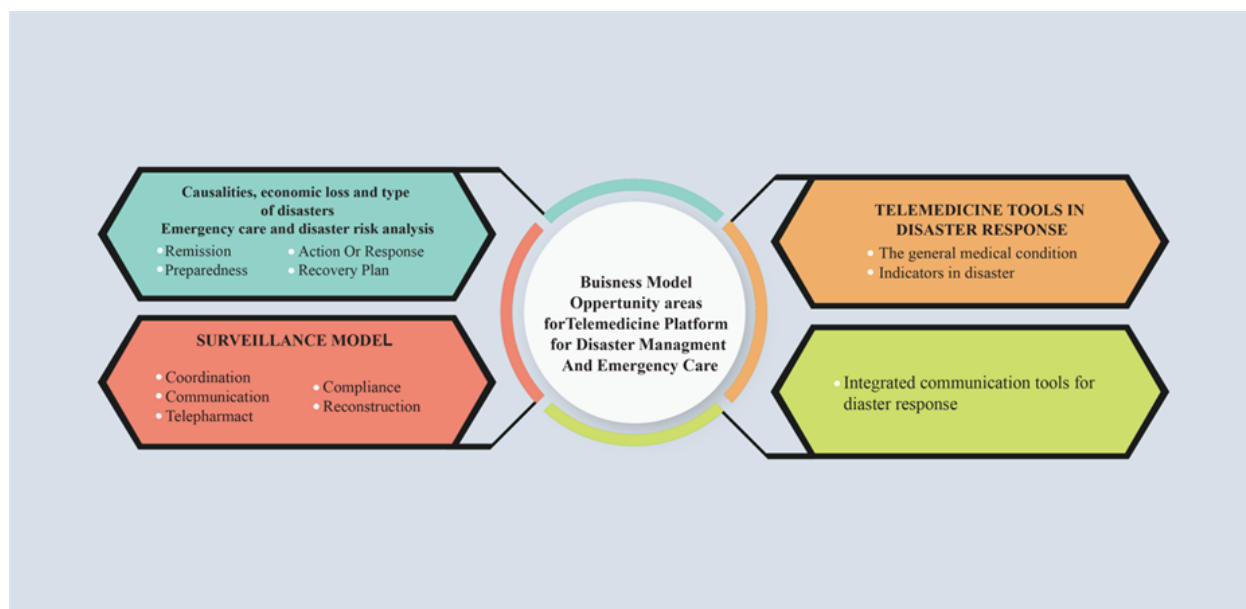 Causalities, economic loss and type
of disasters
Emergency care and disaster risk analysis
Remission
Preparedness
Action Or Response
Recovery Plan
SURVEILLANCE MODEL
Coordination
Communication
Telepharmact
Compliance
Reconstruction
Buisness Model
Oppertunity areas
forTelemedicine Platform
for Disaster Managment
And Emergency Care
TELEMEDICINE TOOLS IN
DISASTER RESPONSE
The general medical condition
Indicators in disaster
Integrated communication tools for
diaster response